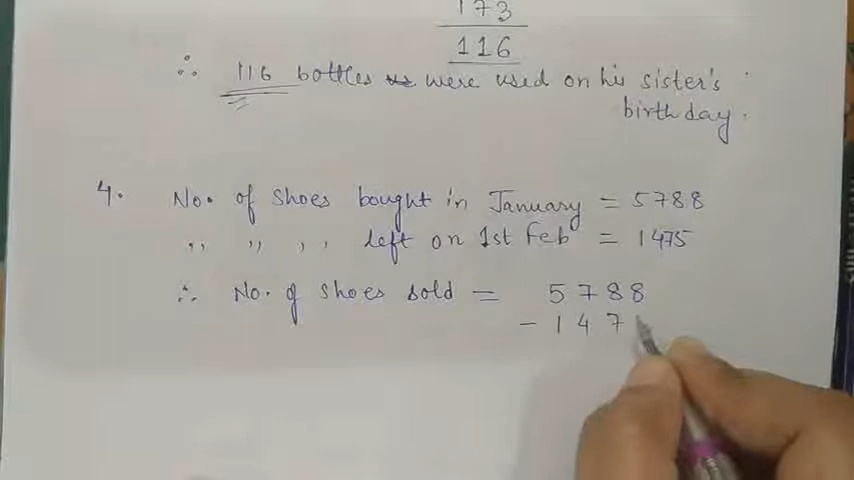 173
116
∴ 116 bottles were used on his sister's
birthday.
4. No. of shoes bought in January = 5788
,, ,, ,, left on 1st Feb = 1475
∴ No. of shoes sold = 5788
- 147